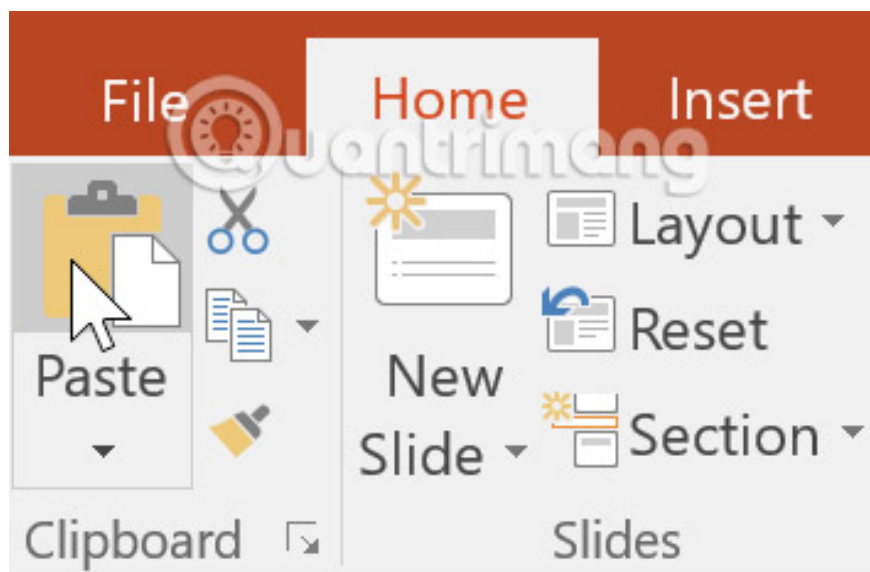 File Home Insert
Quantrimang
Paste
New
Slide
Layout
Reset
Section
Clipboard
Slides